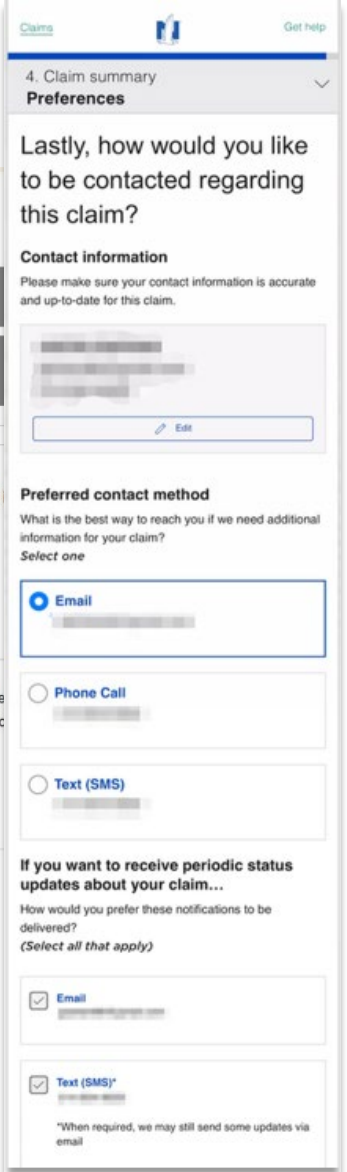 Claims
Get help
4. Claim summary
Preferences
Lastly, how would you like
to be contacted regarding
this claim?
Contact information
Please make sure your contact information is accurate
and up-to-date for this claim.
Edit
Preferred contact method
What is the best way to reach you if we need additional
information for your claim?
Select one
Email
Phone Call
Text (SMS)
If you want to receive periodic status
updates about your claim...
How would you prefer these notifications to be
delivered?
(Select all that apply)
Email
Text (SMS)*
*When required, we may still send some updates via
email